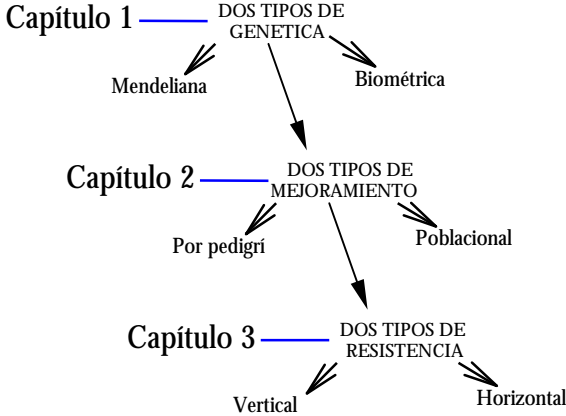 Capítulo 1
DOS TIPOS DE
GENETICA
Mendeliana
Biométrica
Capítulo 2
DOS TIPOS DE
MEJORAMIENTO
Por pedigrí
Poblacional
Capítulo 3
DOS TIPOS DE
RESISTENCIA
Vertical
Horizontal